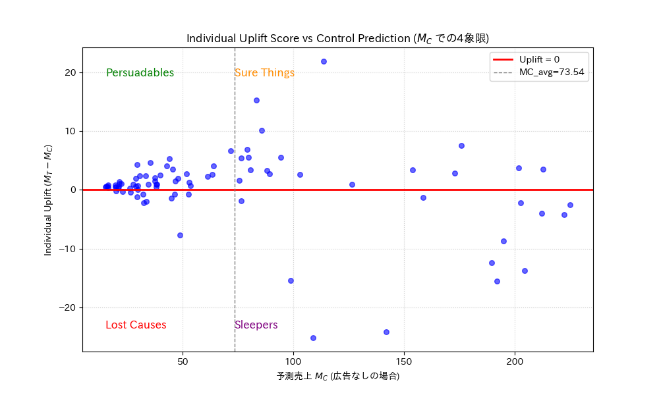 Individual Uplift Score vs Control Prediction (M_C での4象限)
Persuadables
Sure Things
Uplift = 0
MC_avg=73.54
20
10
0
−10
−20
Individual Uplift (M_T − M_C)
Lost Causes
Sleepers
50
100
150
200
予測売上 M_C (広告なしの場合)